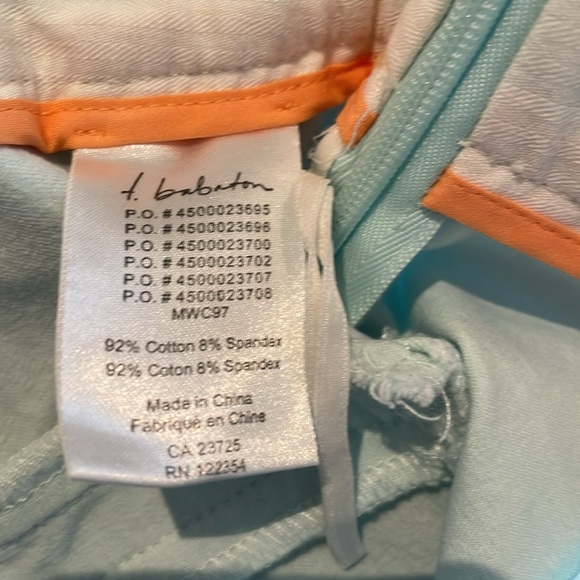 t. babaton
P.O. # 4500023695
P.O. # 4500023696
P.O. # 4500023700
P.O. # 4500023702
P.O. # 4500023707
P.O. # 4500023708
MWC97
92% Cotton 8% Spandex
92% Coton 8% Spandex
Made in China
Fabriqué en Chine
CA 23725
RN 122354